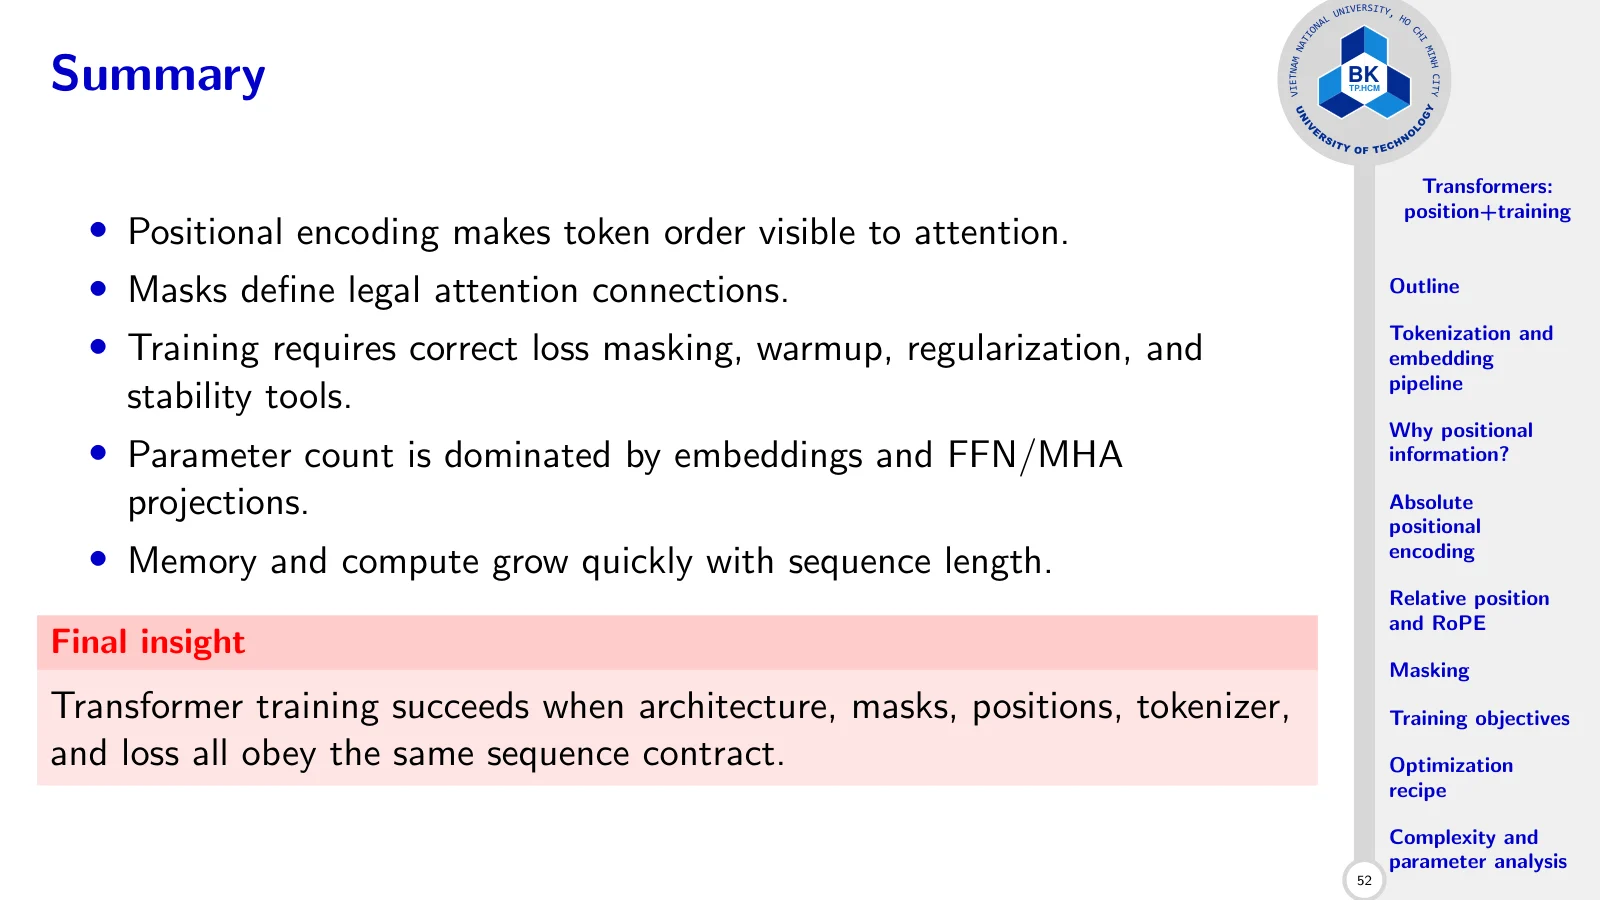 Summary
• Positional encoding makes token order visible to attention.
• Masks define legal attention connections.
• Training requires correct loss masking, warmup, regularization, and
stability tools.
• Parameter count is dominated by embeddings and FFN/MHA
projections.
• Memory and compute grow quickly with sequence length.
Final insight
Transformer training succeeds when architecture, masks, positions, tokenizer,
and loss all obey the same sequence contract.
VIETNAM NATIONAL UNIVERSITY, HO CHI MINH CITY
BK
TP.HCM
UNIVERSITY OF TECHNOLOGY
Transformers:
position+training
Outline
Tokenization and
embedding
pipeline
Why positional
information?
Absolute
positional
encoding
Relative position
and RoPE
Masking
Training objectives
Optimization
recipe
Complexity and
parameter analysis
52